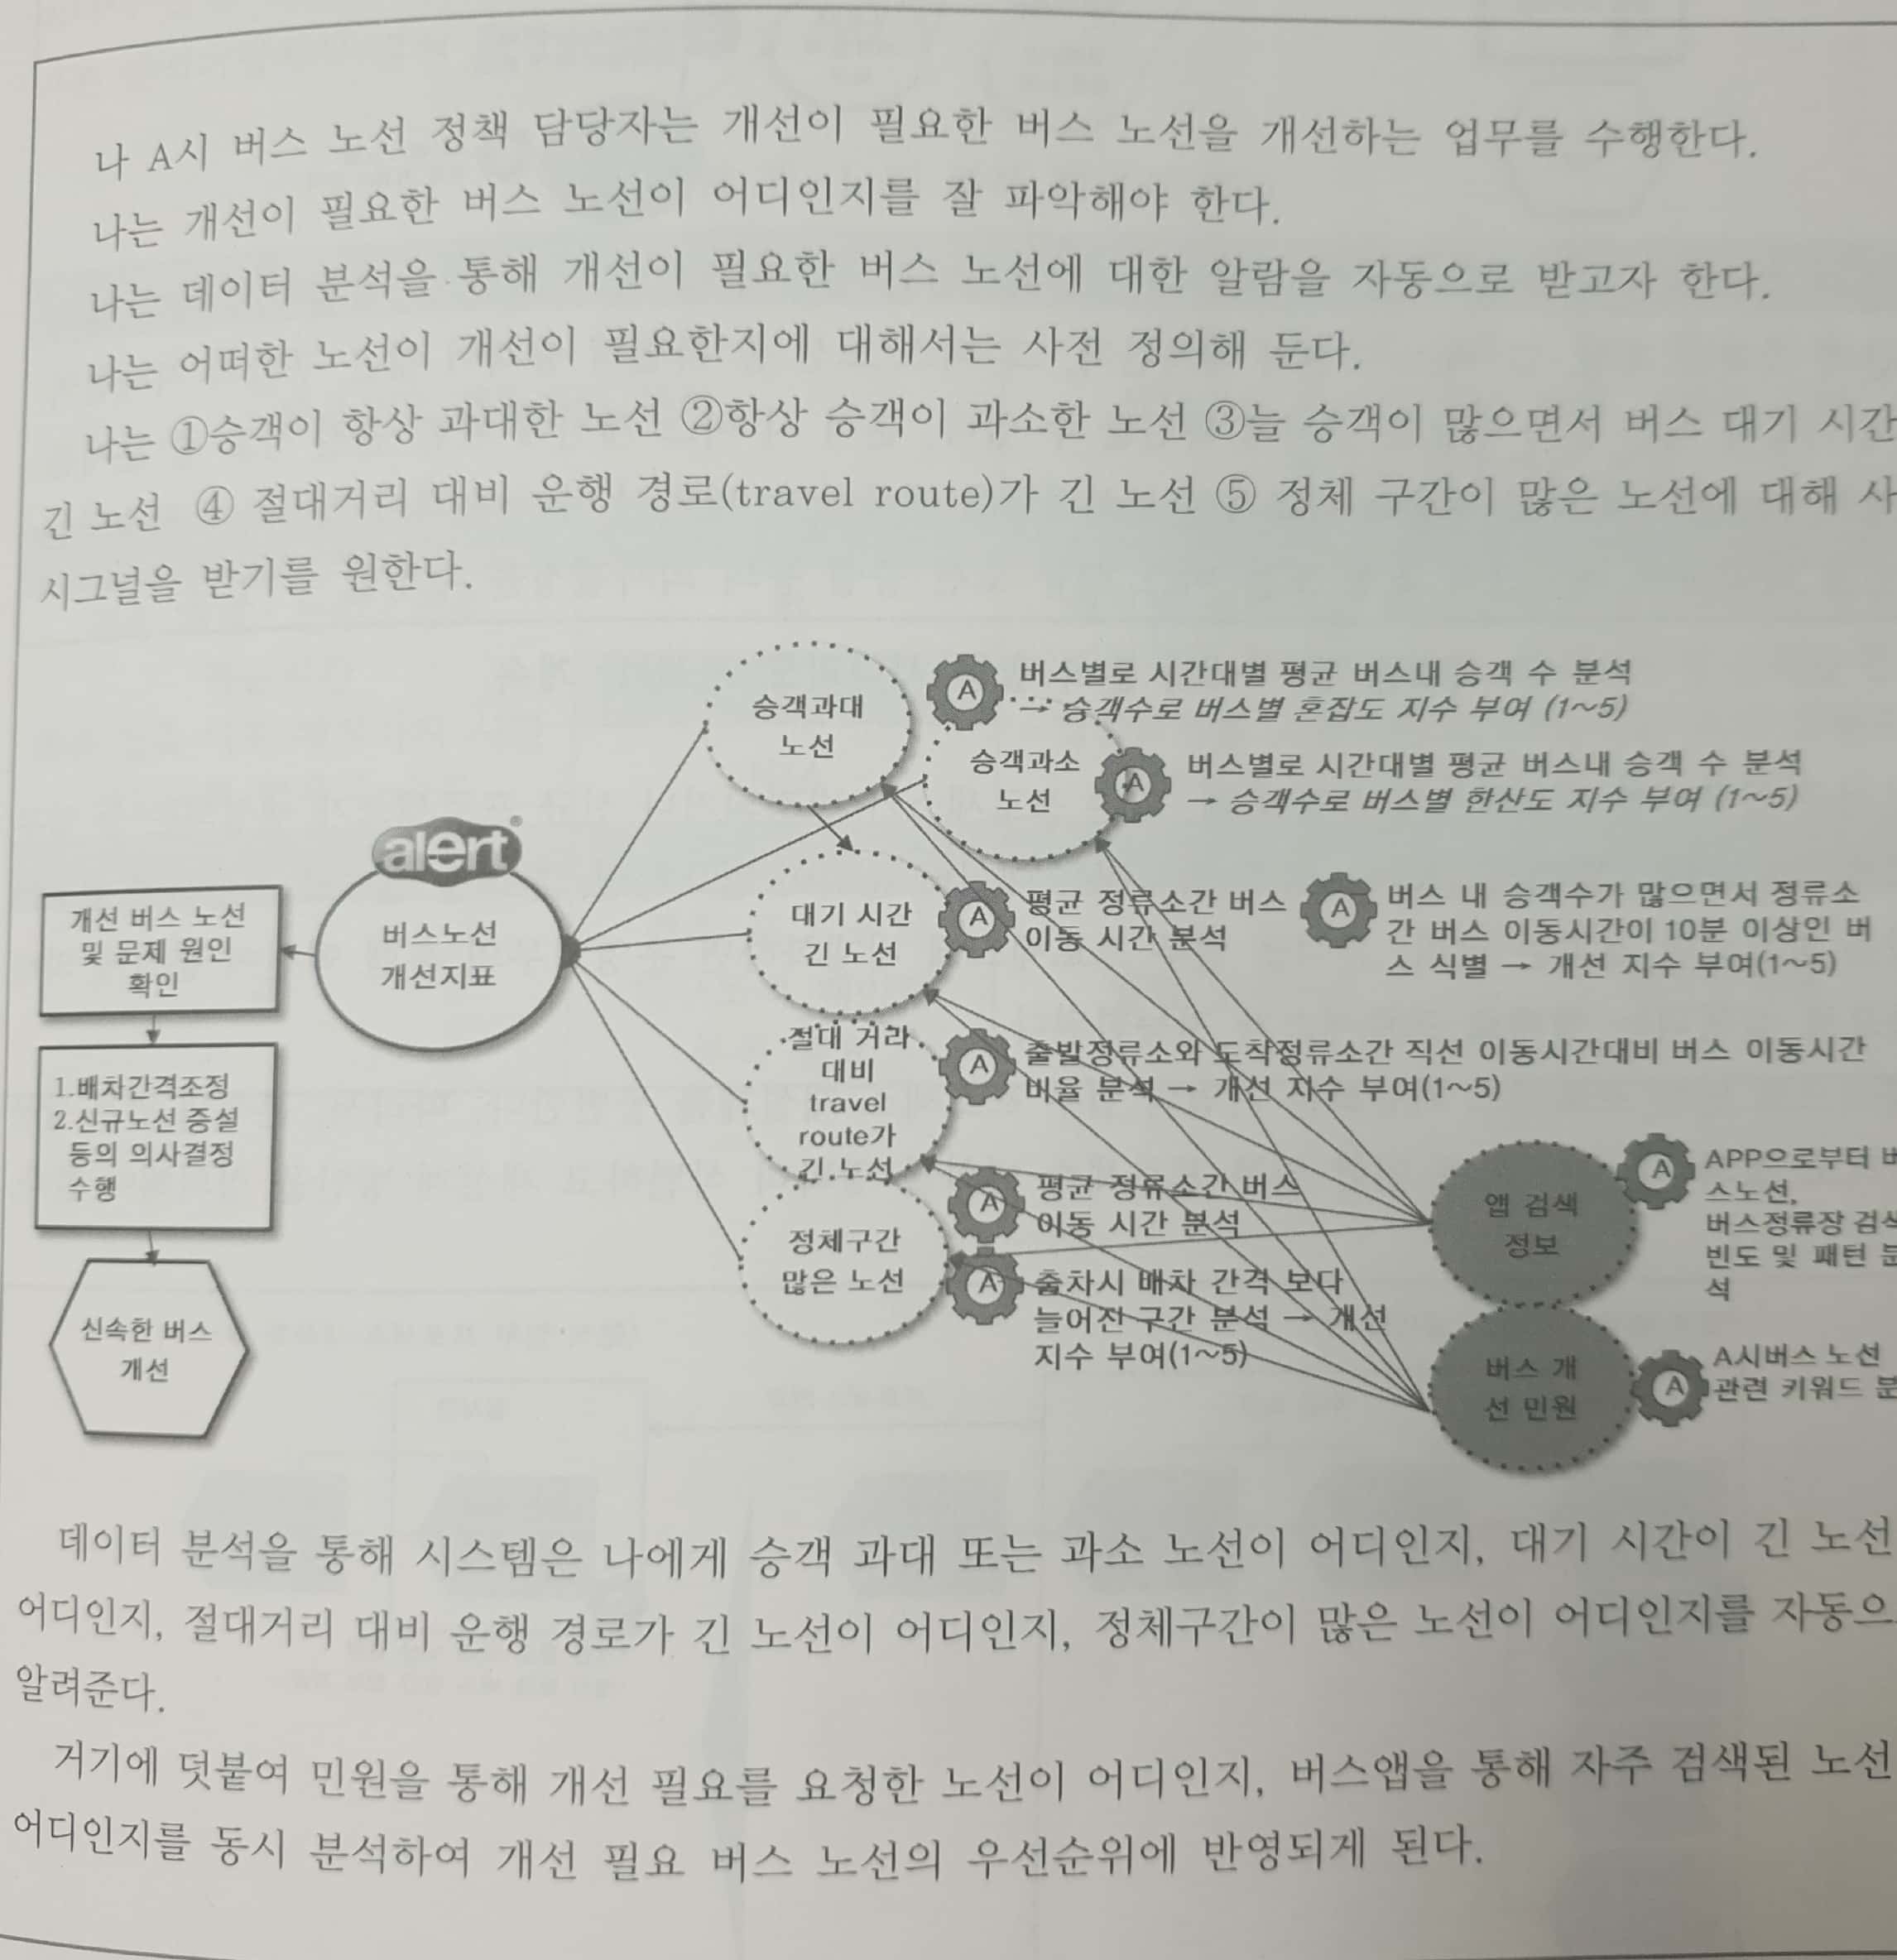 나 A시 버스 노선 정책 담당자는 개선이 필요한 버스 노선을 개선하는 업무를 수행한다.
나는 개선이 필요한 버스 노선이 어디인지를 잘 파악해야 한다.
나는 데이터 분석을 통해 개선이 필요한 버스 노선에 대한 알람을 자동으로 받고자 한다.
나는 어떠한 노선이 개선이 필요한지에 대해서는 사전 정의해 둔다.
나는 ①승객이 항상 과대한 노선 ②항상 승객이 과소한 노선 ③늘 승객이 많으면서 버스 대기 시간
긴 노선 ④ 절대거리 대비 운행 경로(travel route)가 긴 노선 ⑤ 정체 구간이 많은 노선에 대해 사
시그널을 받기를 원한다.
승객과대
노선
A
버스별로 시간대별 평균 버스내 승객 수 분석
→ 승객수로 버스별 혼잡도 지수 부여 (1~5)
승객과소
노선
A
버스별로 시간대별 평균 버스내 승객 수 분석
→ 승객수로 버스별 한산도 지수 부여 (1~5)
alert®
버스노선
개선지표
개선 버스 노선
및 문제 원인
확인
1.배차간격조정
2.신규노선 증설
등의 의사결정
수행
신속한 버스
개선
대기 시간
긴 노선
A
평균 정류소간 버스
이동 시간 분석
A
버스 내 승객수가 많으면서 정류소
간 버스 이동시간이 10분 이상인 버
스 식별 → 개선 지수 부여(1~5)
절대 거라
대비
travel
route가
긴 노선
A
출발정류소와 도착정류소간 직선 이동시간대비 버스 이동시간
비율 분석 → 개선 지수 부여(1~5)
정체구간
많은 노선
A
평균 정류소간 버스
이동 시간 분석
A
출차시 배차 간격 보다
늘어진 구간 분석 → 개선
지수 부여(1~5)
앱 검색
정보
A
APP으로부터 버
스노선,
버스정류장 검색
빈도 및 패턴 분
석
버스 개
선 민원
A
A시버스 노선
관련 키워드 분
데이터 분석을 통해 시스템은 나에게 승객 과대 또는 과소 노선이 어디인지, 대기 시간이 긴 노선
어디인지, 절대거리 대비 운행 경로가 긴 노선이 어디인지, 정체구간이 많은 노선이 어디인지를 자동으
알려준다.
거기에 덧붙여 민원을 통해 개선 필요를 요청한 노선이 어디인지, 버스앱을 통해 자주 검색된 노선
어디인지를 동시 분석하여 개선 필요 버스 노선의 우선순위에 반영되게 된다.